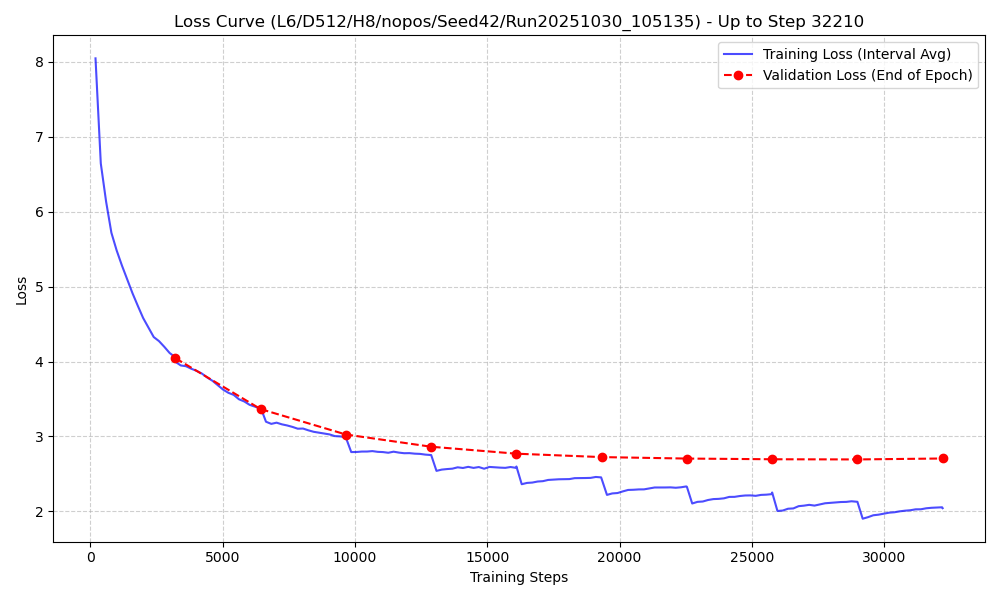 Loss Curve (L6/D512/H8/nopos/Seed42/Run20251030_105135) - Up to Step 32210
Training Loss (Interval Avg)
Validation Loss (End of Epoch)
Loss
8
7
6
5
4
3
2
0
5000
10000
15000
20000
25000
30000
Training Steps